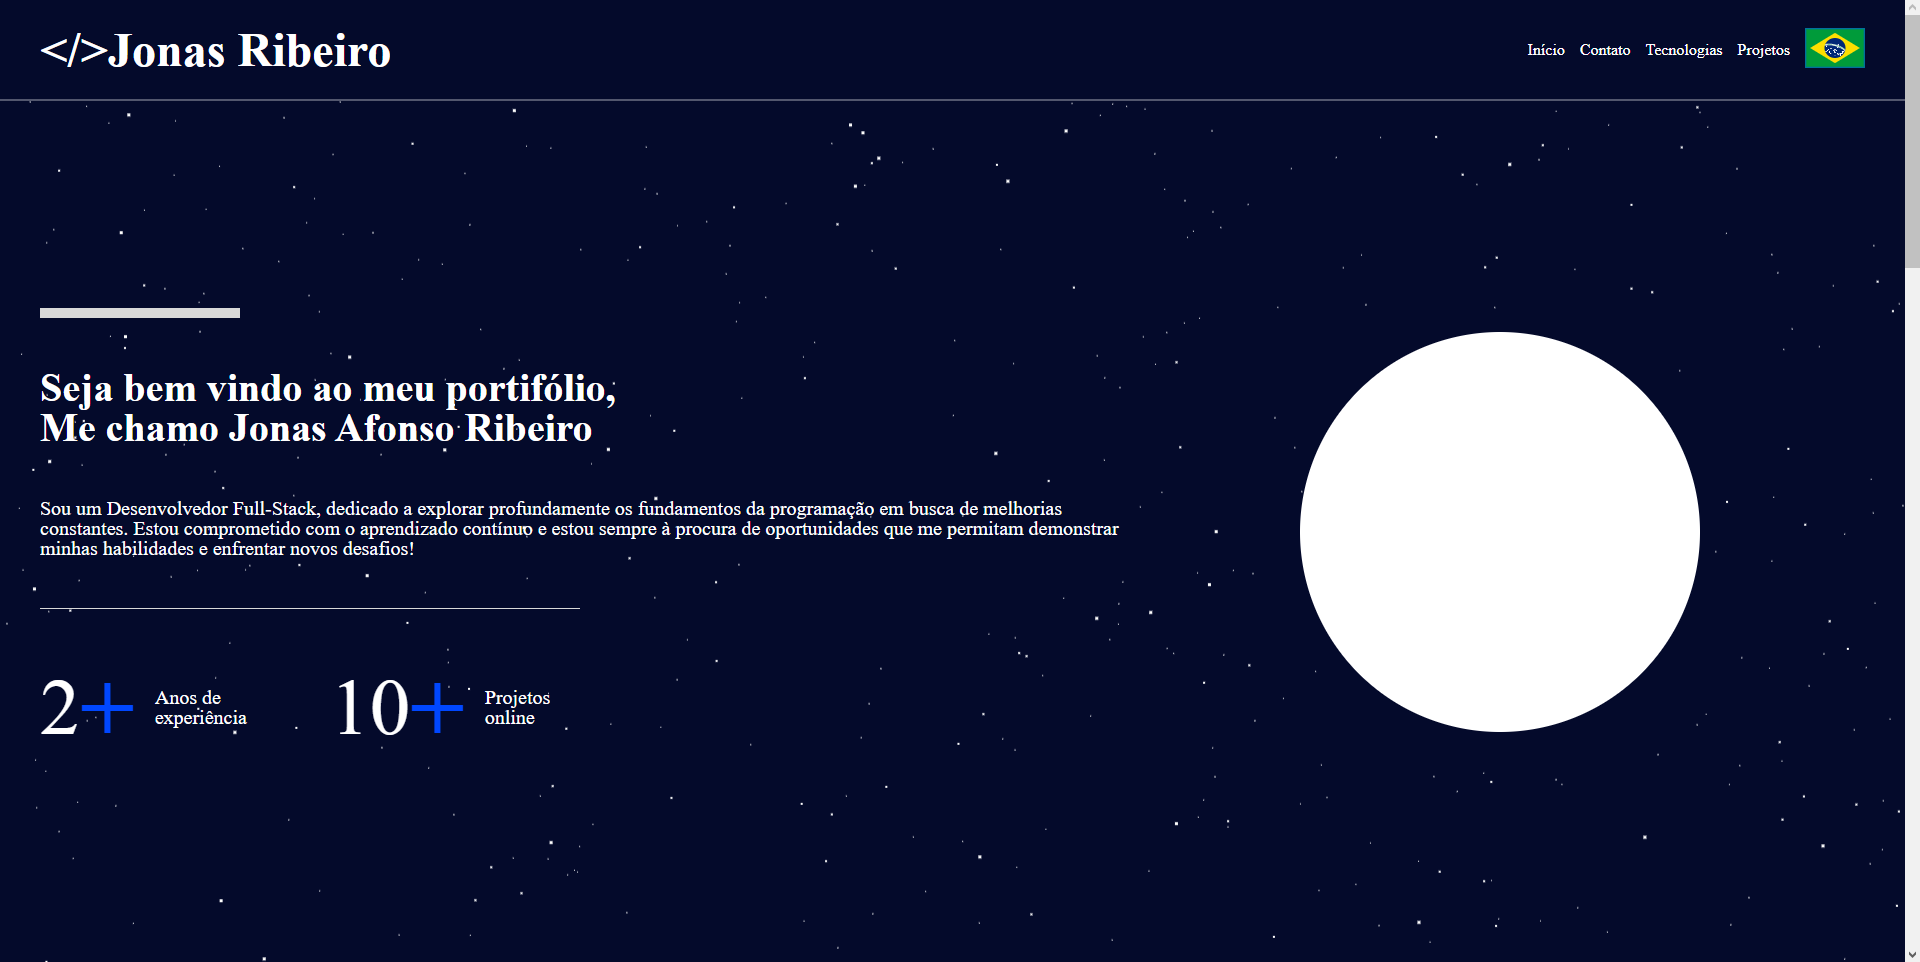 </>Jonas Ribeiro
Início Contato Tecnologias Projetos
Seja bem vindo ao meu portifólio,
Me chamo Jonas Afonso Ribeiro
Sou um Desenvolvedor Full-Stack, dedicado a explorar profundamente os fundamentos da programação em busca de melhorias
constantes. Estou comprometido com o aprendizado contínuo e estou sempre à procura de oportunidades que me permitam demonstrar
minhas habilidades e enfrentar novos desafios!
2+ Anos de
experiência
10+ Projetos
online